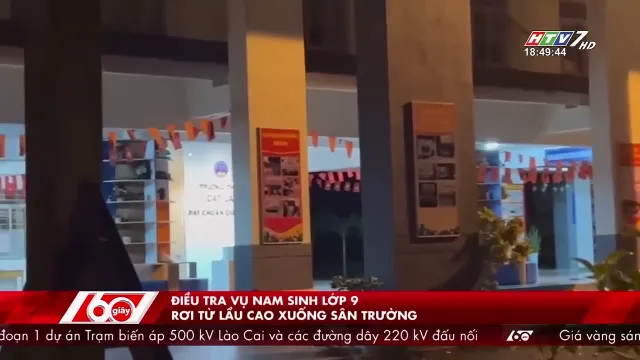 HTV7 HD
18:49:44
60 giây
ĐIỀU TRA VỤ NAM SINH LỚP 9
RƠI TỪ LẦU CAO XUỐNG SÂN TRƯỜNG
đoạn 1 dự án Trạm biến áp 500 kV Lào Cai và các đường dây 220 kV đấu nối
60
Giá vàng sá